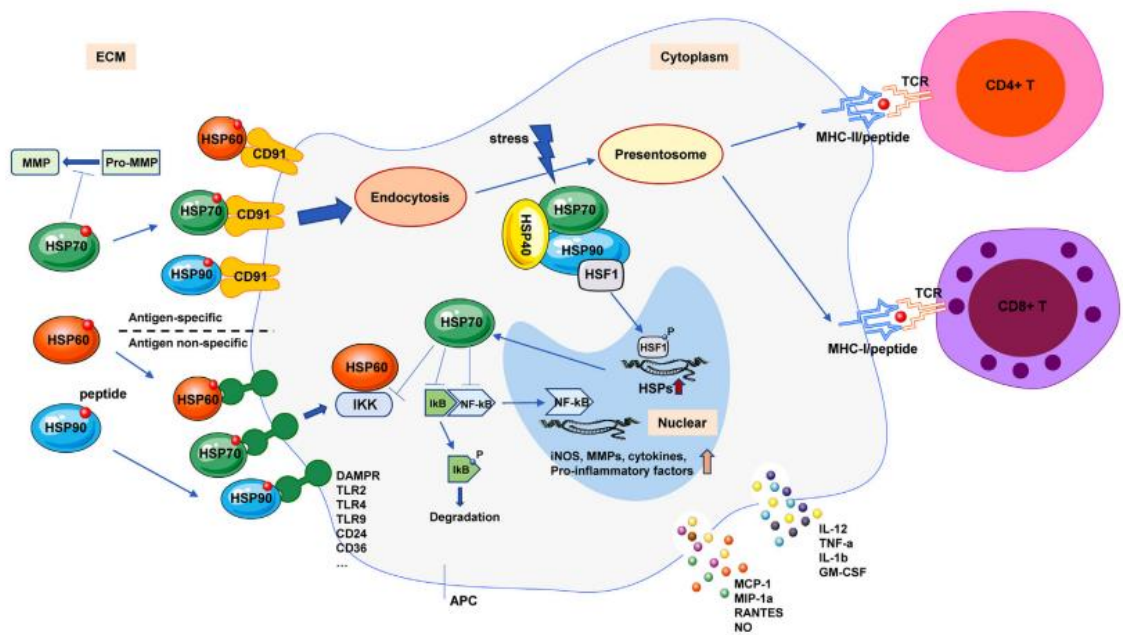 ECM
Cytoplasm
TCR
CD4+ T
MHC-II/peptide
HSP60
CD91
stress
Presentosome
MMP
Pro-MMP
Endocytosis
HSP70
HSP70
CD91
HSP70
HSP40
HSP90
HSF1
HSP90
CD91
TCR
CD8+ T
MHC-I/peptide
Antigen-specific
Antigen non-specific
HSP60
HSP70
P
HSF1
HSPs
HSP60
IKK
IkB
NF-kB
NF-kB
Nuclear
peptide
HSP60
HSP90
HSP70
iNOS, MMPs, cytokines,
Pro-inflammatory factors
P
IkB
Degradation
HSP90
DAMPR
TLR2
TLR4
TLR9
CD24
CD36
...
APC
IL-12
TNF-a
IL-1b
GM-CSF
MCP-1
MIP-1a
RANTES
NO